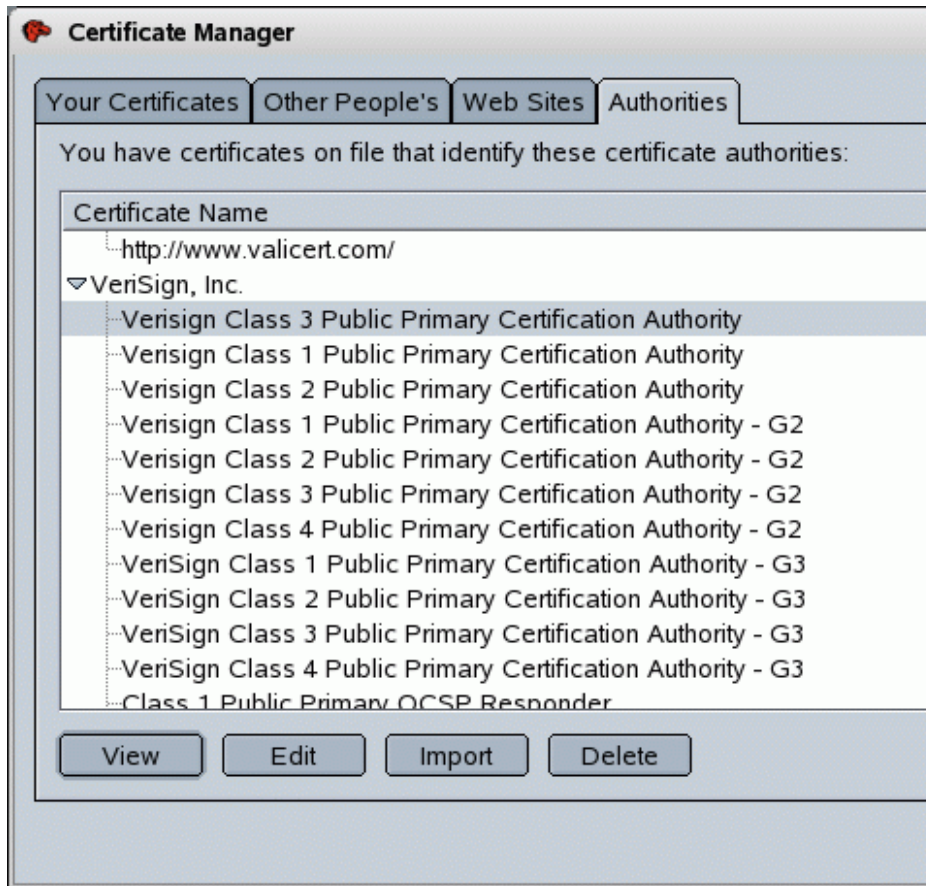 Certificate Manager
Your Certificates Other People's Web Sites Authorities
You have certificates on file that identify these certificate authorities:
Certificate Name
http://www.valicert.com/
VeriSign, Inc.
Verisign Class 3 Public Primary Certification Authority
Verisign Class 1 Public Primary Certification Authority
Verisign Class 2 Public Primary Certification Authority
Verisign Class 1 Public Primary Certification Authority - G2
Verisign Class 2 Public Primary Certification Authority - G2
Verisign Class 3 Public Primary Certification Authority - G2
Verisign Class 4 Public Primary Certification Authority - G2
VeriSign Class 1 Public Primary Certification Authority - G3
VeriSign Class 2 Public Primary Certification Authority - G3
VeriSign Class 3 Public Primary Certification Authority - G3
VeriSign Class 4 Public Primary Certification Authority - G3
Class 1 Public Primary OCSP Responder
View Edit Import Delete